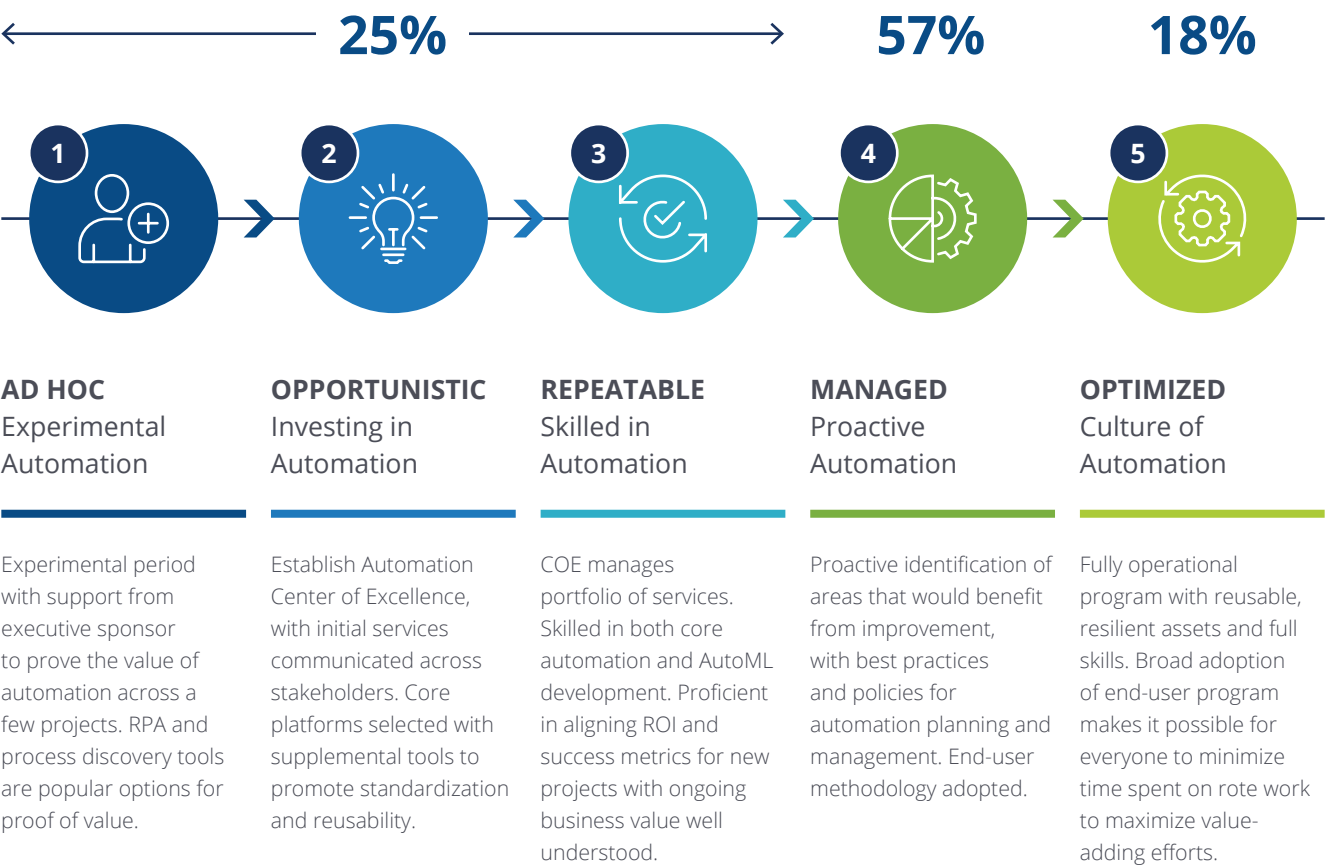 25%
57%
18%
1
2
3
4
5
AD HOC
Experimental
Automation
Experimental period
with support from
executive sponsor
to prove the value of
automation across a
few projects. RPA and
process discovery tools
are popular options for
proof of value.
OPPORTUNISTIC
Investing in
Automation
Establish Automation
Center of Excellence,
with initial services
communicated across
stakeholders. Core
platforms selected with
supplemental tools to
promote standardization
and reusability.
REPEATABLE
Skilled in
Automation
COE manages
portfolio of services.
Skilled in both core
automation and AutoML
development. Proficient
in aligning ROI and
success metrics for new
projects with ongoing
business value well
understood.
MANAGED
Proactive
Automation
Proactive identification of
areas that would benefit
from improvement,
with best practices
and policies for
automation planning and
management. End-user
methodology adopted.
OPTIMIZED
Culture of
Automation
Fully operational
program with reusable,
resilient assets and full
skills. Broad adoption
of end-user program
makes it possible for
everyone to minimize
time spent on rote work
to maximize value-
adding efforts.